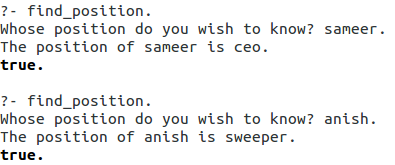 ?- find_position.
Whose position do you wish to know? sameer.
The position of sameer is ceo.
true.
?- find_position.
Whose position do you wish to know? anish.
The position of anish is sweeper.
true.